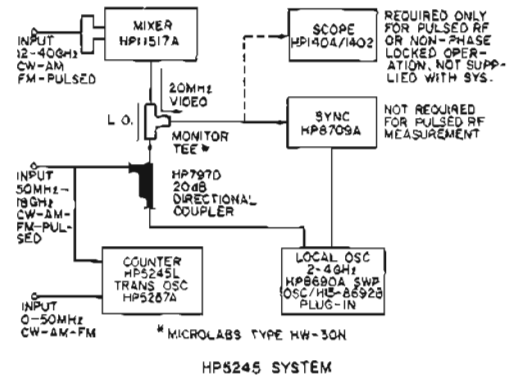 MIXER
HP11517A
INPUT
12-40GHz
CW-AM
FM-PULSED
SCOPE
HP140A/1402
REQUIRED ONLY
FOR PULSED RF
OR NON-PHASE
LOCKED OPER-
ATION, NOT SUPP-
LIED WITH SYS.
20MHz
VIDEO
L.O.
MONITOR
TEE*
SYNC
HP8709A
NOT REQUIRED
FOR PULSED RF
MEASUREMENT
INPUT
50MHz-
18GHz
CW-AM-
FM-PUL-
SED
HP797D
20dB
DIRECTIONAL
COUPLER
COUNTER
HP5245L
TRANS OSC
HP5257A
LOCAL OSC
2-4GHz
HP8690A SWP
PLUG-IN
INPUT
0-50MHz
CW-AM-FM
* MICROLABS TYPE HW-30N
HP5245 SYSTEM